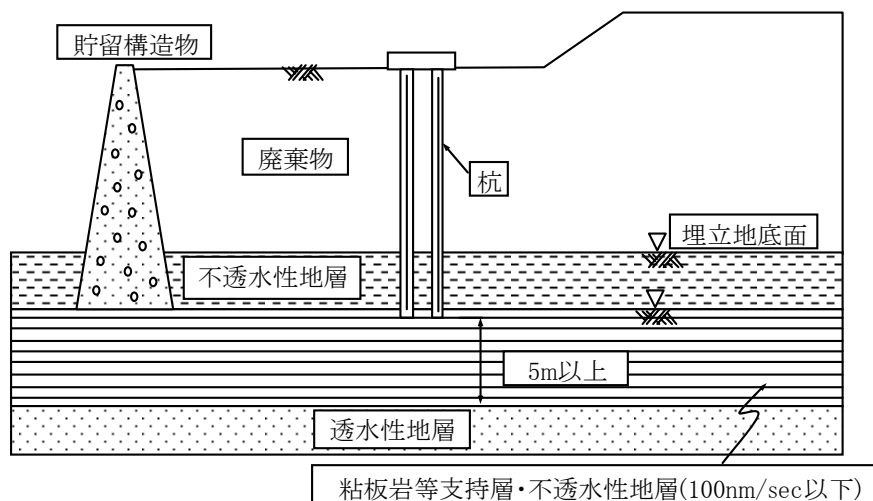 貯留構造物
廃棄物
杭
埋立地底面
不透水性地層
5m以上
透水性地層
粘板岩等支持層・不透水性地層(100nm/sec以下)